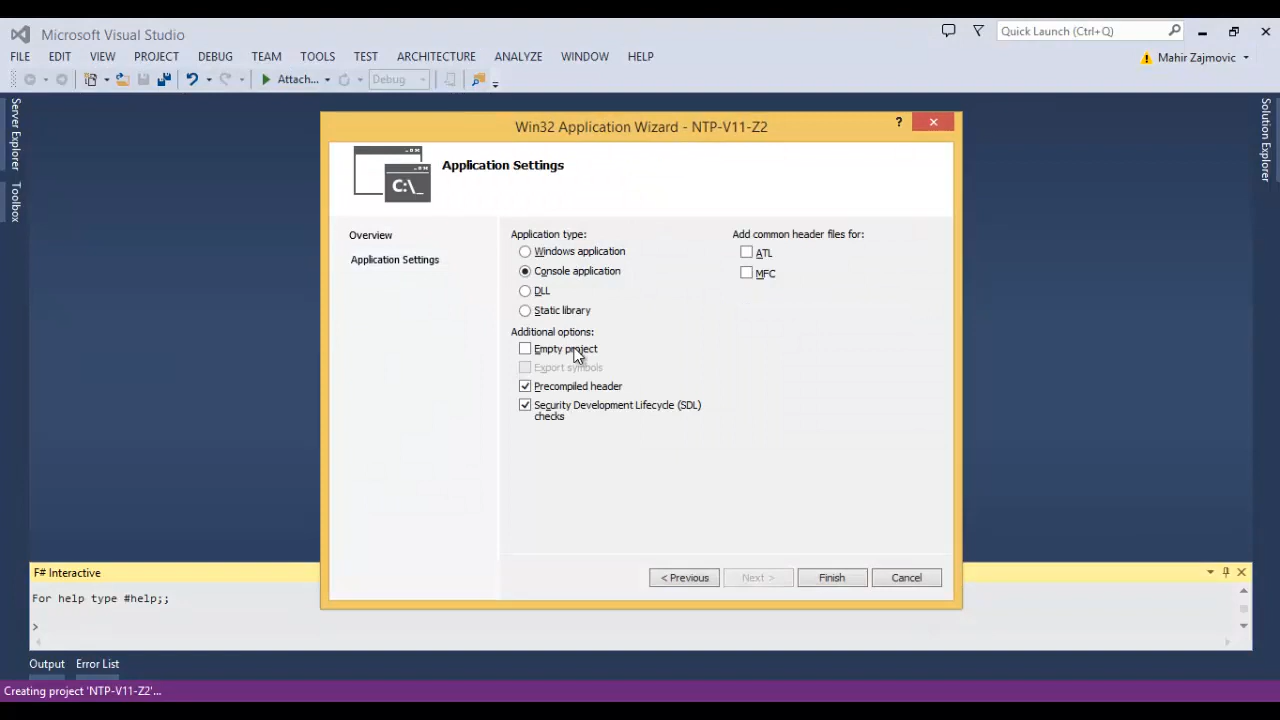 Microsoft Visual Studio
Quick Launch (Ctrl+Q)
FILE EDIT VIEW PROJECT DEBUG TEAM TOOLS TEST ARCHITECTURE ANALYZE WINDOW HELP
Mahir Zajmovic
Attach...
Debug
Server Explorer
Toolbox
Solution Explorer
Win32 Application Wizard - NTP-V11-Z2
?
C:\_
Application Settings
Overview
Application Settings
Application type:
Windows application
Console application
DLL
Static library
Additional options:
Empty project
Export symbols
Precompiled header
Security Development Lifecycle (SDL)
checks
Add common header files for:
ATL
MFC
< Previous
Next >
Finish
Cancel
F# Interactive
For help type #help;;
>
Output
Error List
Creating project 'NTP-V11-Z2'...